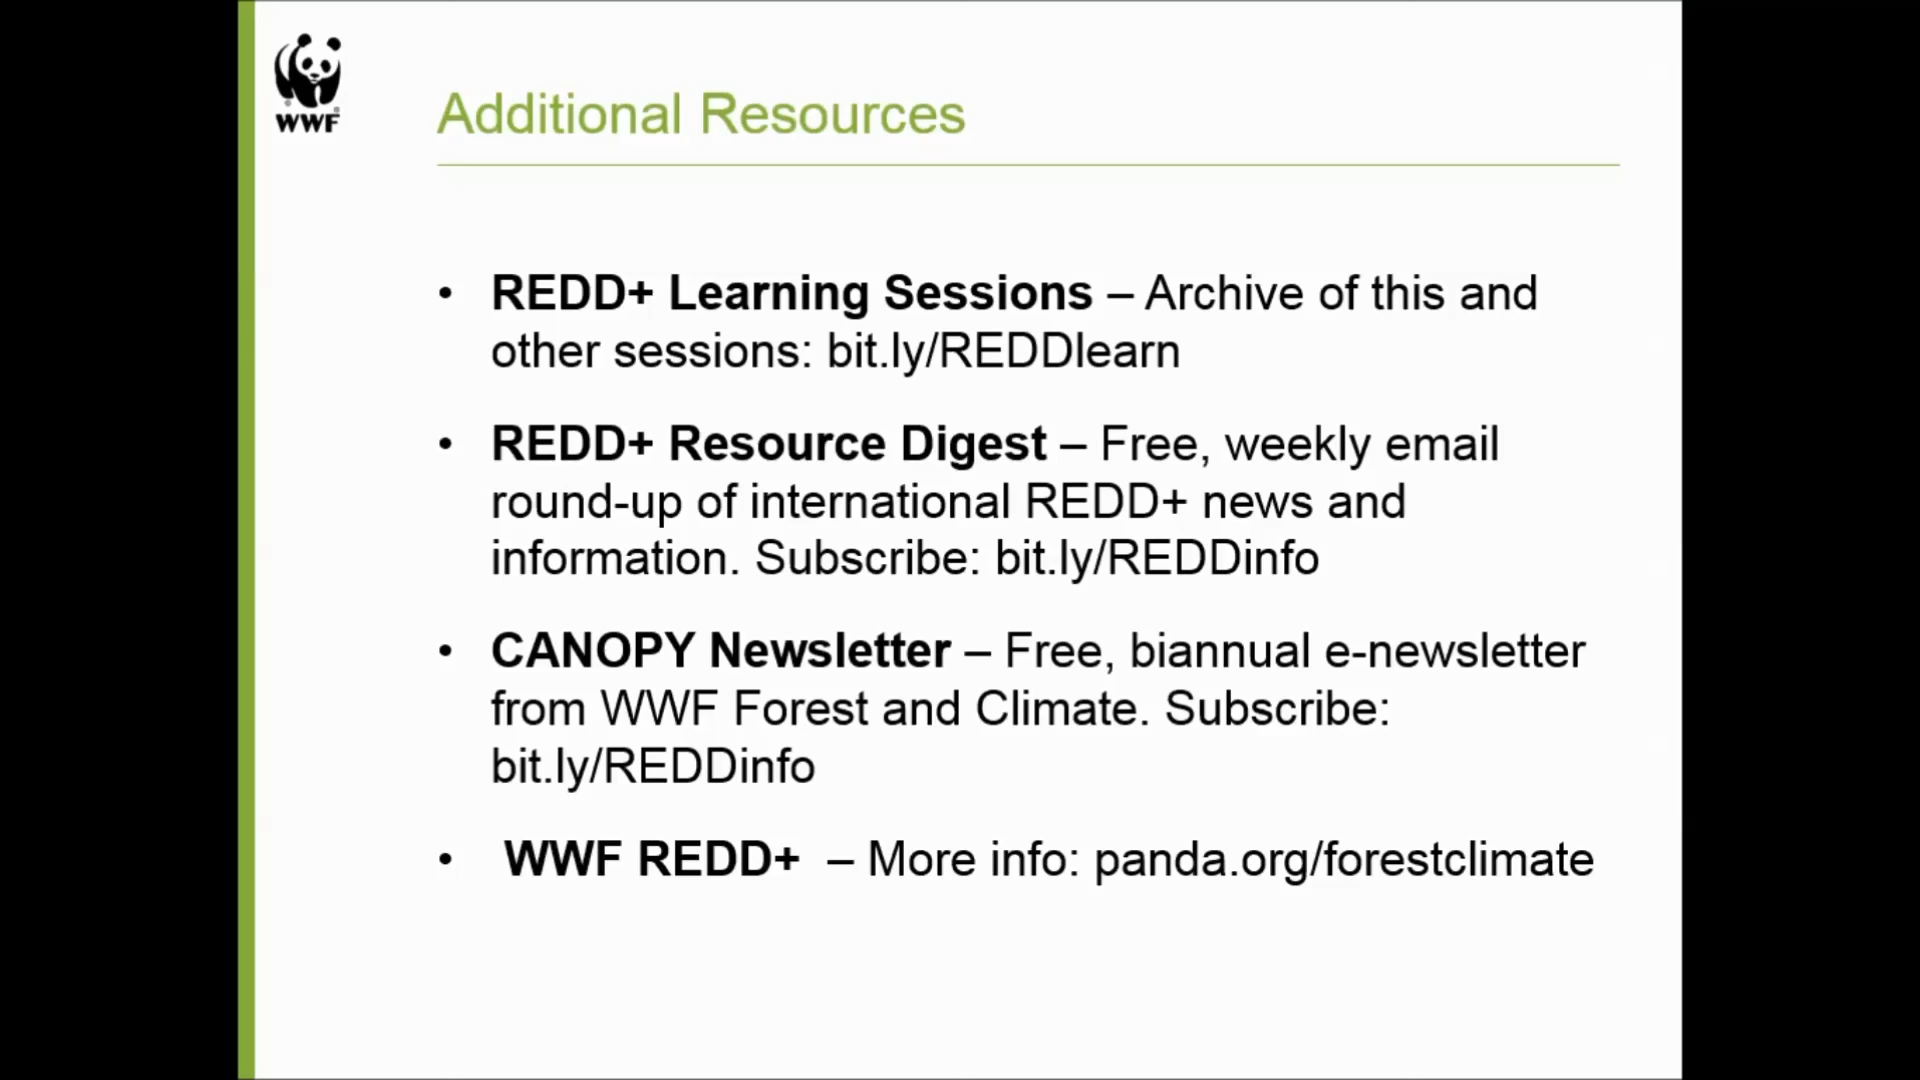 WWF
Additional Resources
• REDD+ Learning Sessions – Archive of this and
other sessions: bit.ly/REDDlearn
• REDD+ Resource Digest – Free, weekly email
round-up of international REDD+ news and
information. Subscribe: bit.ly/REDDinfo
• CANOPY Newsletter – Free, biannual e-newsletter
from WWF Forest and Climate. Subscribe:
bit.ly/REDDinfo
• WWF REDD+ – More info: panda.org/forestclimate